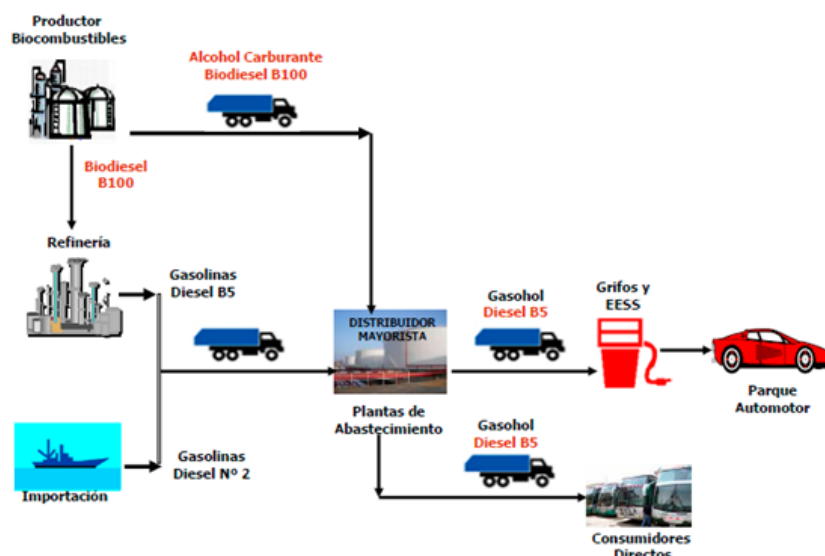 Productor
Biocombustibles
Alcohol Carburante
Biodiesel B100
Biodiesel
B100
Refinería
Gasolinas
Diesel B5
DISTRIBUIDOR
MAYORISTA
Gasohol
Diesel B5
Grifos y
EESS
Parque
Automotor
Plantas de
Abastecimiento
Gasohol
Diesel B5
Gasolinas
Diesel Nº 2
Importación
Consumidores
Directos